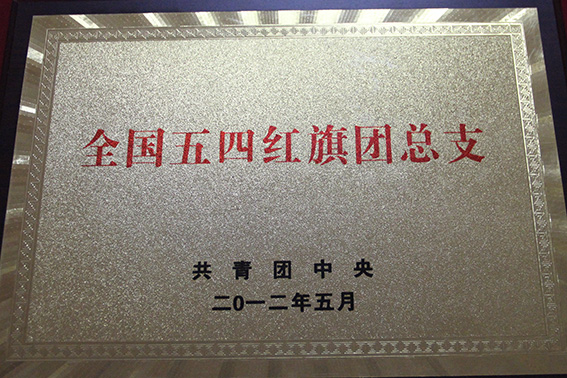 全国五四红旗团总支
共青团中央
二0一二年五月